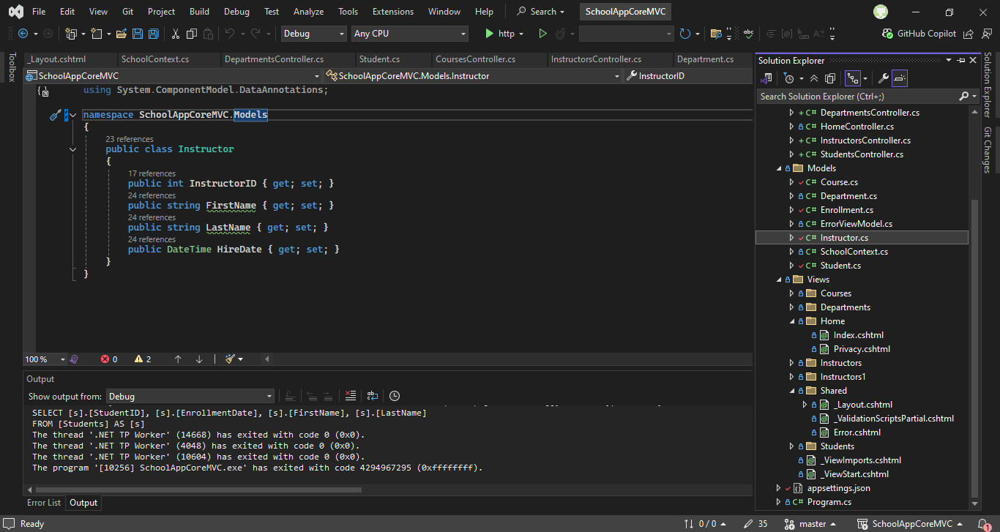 File Edit View Git Project Build Debug Test Analyze Tools Extensions Window Help Search SchoolAppCoreMVC
Debug Any CPU http GitHub Copilot
_Layout.cshtml SchoolContext.cs DepartmentsController.cs Student.cs CoursesController.cs InstructorsController.cs Department.cs
SchoolAppCoreMVC SchoolAppCoreMVC.Models.Instructor InstructorID
Toolbox
using System.ComponentModel.DataAnnotations;
namespace SchoolAppCoreMVC.Models
{
23 references
public class Instructor
{
17 references
public int InstructorID { get; set; }
24 references
public string FirstName { get; set; }
24 references
public string LastName { get; set; }
24 references
public DateTime HireDate { get; set; }
}
}
100 % 0 2
Output
Show output from: Debug
SELECT [s].[StudentID], [s].[EnrollmentDate], [s].[FirstName], [s].[LastName]
FROM [Students] AS [s]
The thread '.NET TP Worker' (14668) has exited with code 0 (0x0).
The thread '.NET TP Worker' (4048) has exited with code 0 (0x0).
The thread '.NET TP Worker' (10604) has exited with code 0 (0x0).
The program '[10256] SchoolAppCoreMVC.exe' has exited with code 4294967295 (0xffffffff).
Error List Output
Solution Explorer
Search Solution Explorer (Ctrl+;)
+ C# DepartmentsController.cs
C# HomeController.cs
+ C# InstructorsController.cs
+ C# StudentsController.cs
Models
C# Course.cs
C# Department.cs
C# Enrollment.cs
C# ErrorViewModel.cs
C# Instructor.cs
C# SchoolContext.cs
C# Student.cs
Views
Courses
Departments
Home
Index.cshtml
Privacy.cshtml
Instructors
Instructors1
Shared
_Layout.cshtml
_ValidationScriptsPartial.cshtml
Error.cshtml
Students
_ViewImports.cshtml
_ViewStart.cshtml
appsettings.json
C# Program.cs
Solution Explorer
Git Changes
Ready 0 / 0 35 master SchoolAppCoreMVC 1